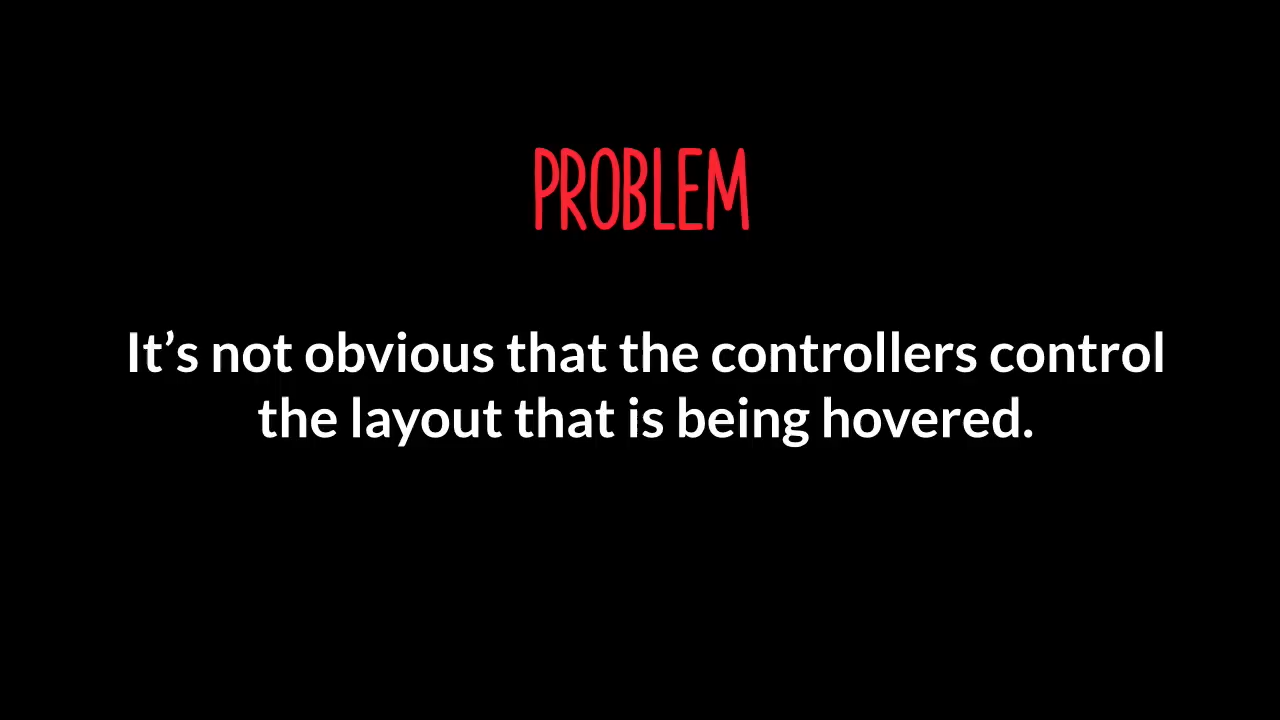 PROBLEM
It’s not obvious that the controllers control
the layout that is being hovered.